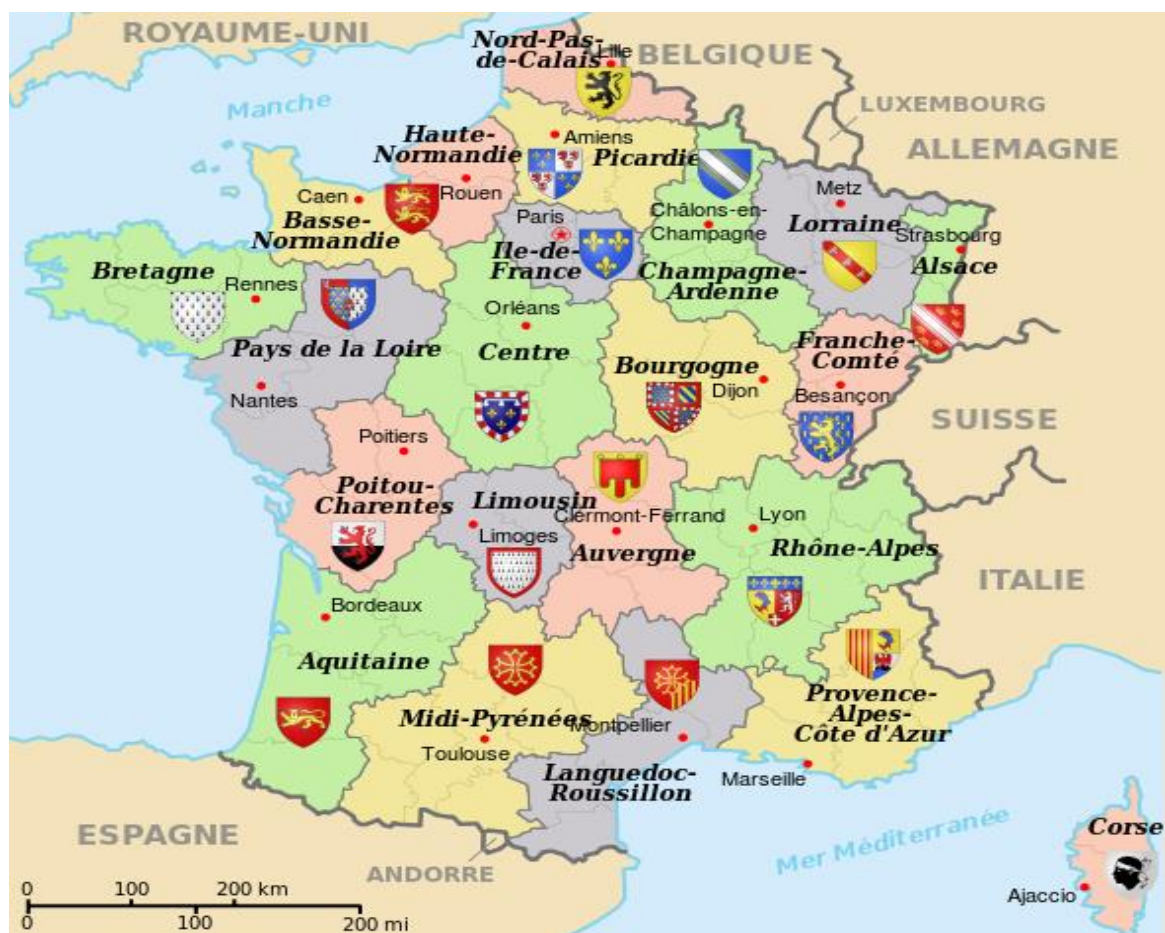 ROYAUME-UNI
Nord-Pas-
de-Calais
Lille
BELGIQUE
Manche
LUXEMBOURG
ALLEMAGNE
Haute-
Normandie
Amiens
Picardie
Rouen
Caen
Basse-
Normandie
Metz
Lorraine
Châlons-en-
Champagne
Paris
Ile-de-
France
Strasbourg
Alsace
Champagne-
Ardenne
Bretagne
Rennes
Orléans
Pays de la Loire
Centre
Franche-
Comté
Bourgogne
Dijon
Besançon
Nantes
SUISSE
Poitiers
Poitou-
Charentes
Limousin
Limoges
Clermont-Ferrand
Auvergne
Lyon
Rhône-Alpes
ITALIE
Bordeaux
Aquitaine
Midi-Pyrénées
Toulouse
Montpellier
Provence-
Alpes-
Côte d'Azur
Languedoc-
Roussillon
Marseille
ESPAGNE
ANDORRE
Mer Méditerranée
Corse
Ajaccio
0 100 200 km
0 100 200 mi